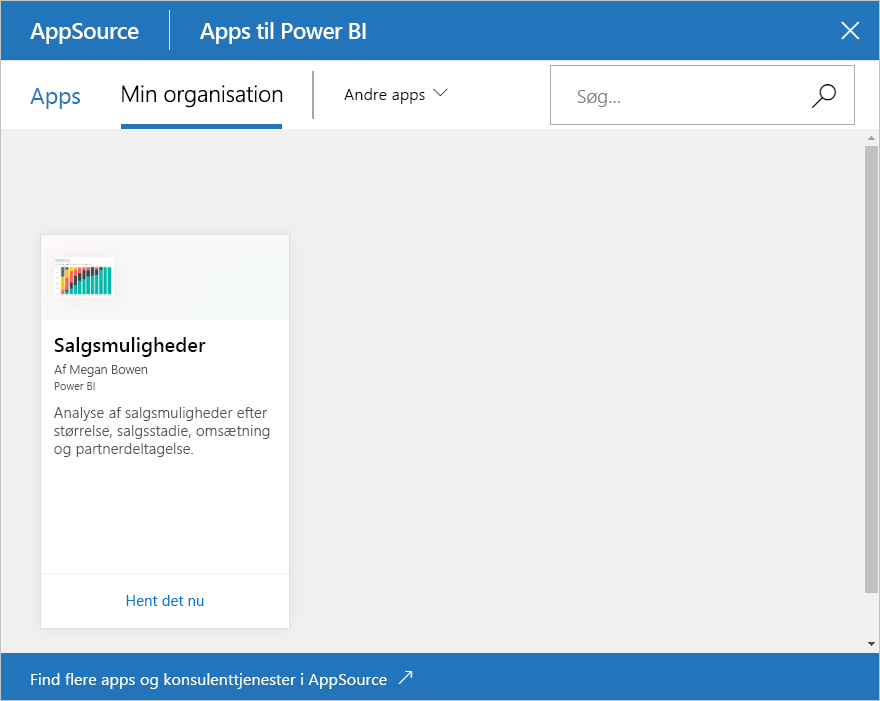 AppSource
Apps til Power BI
Apps
Min organisation
Andre apps
Søg...
Salgsmuligheder
Af Megan Bowen
Power BI
Analyse af salgsmuligheder efter
størrelse, salgsstadie, omsætning
og partnerdeltagelse.
Hent det nu
Find flere apps og konsulenttjenester i AppSource